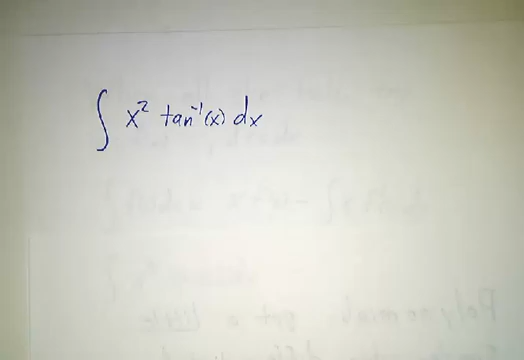 ∫ x² tan⁻¹(x) dx